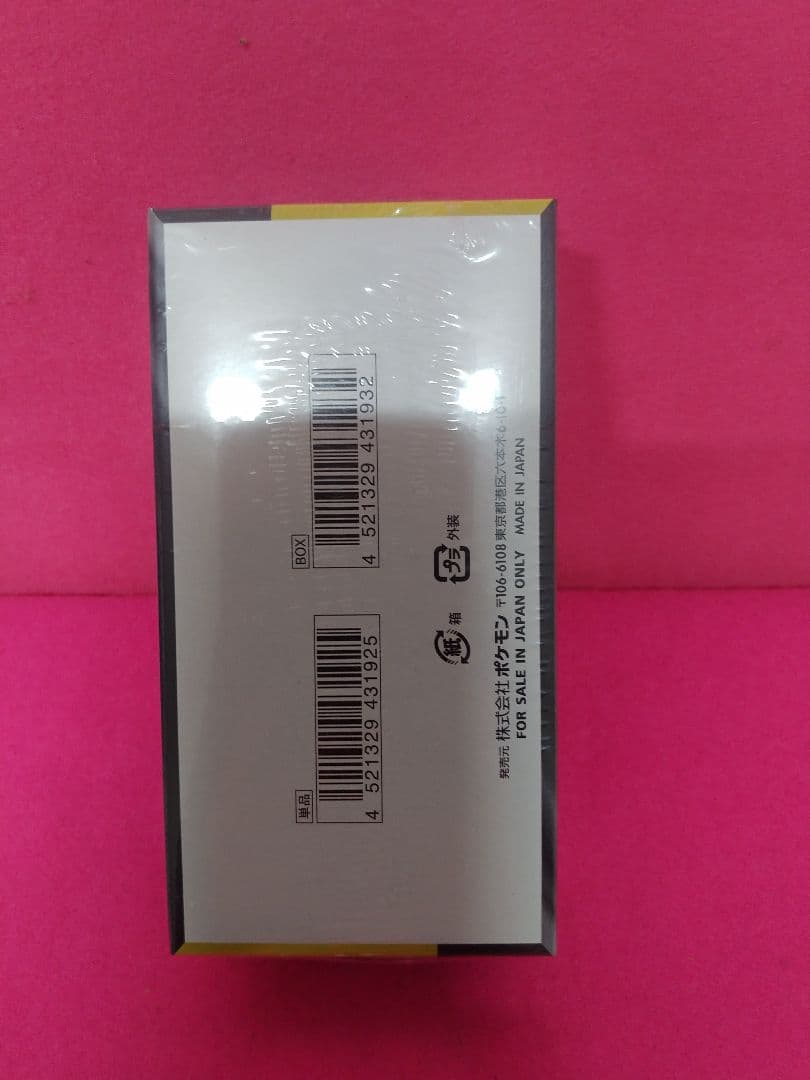 単品
4 521329 431925
BOX
4 521329 431932
紙 箱
プラ 外装
発売元 株式会社ポケモン 〒106-6108 東京都港区六本木6-10-1
FOR SALE IN JAPAN ONLY MADE IN JAPAN